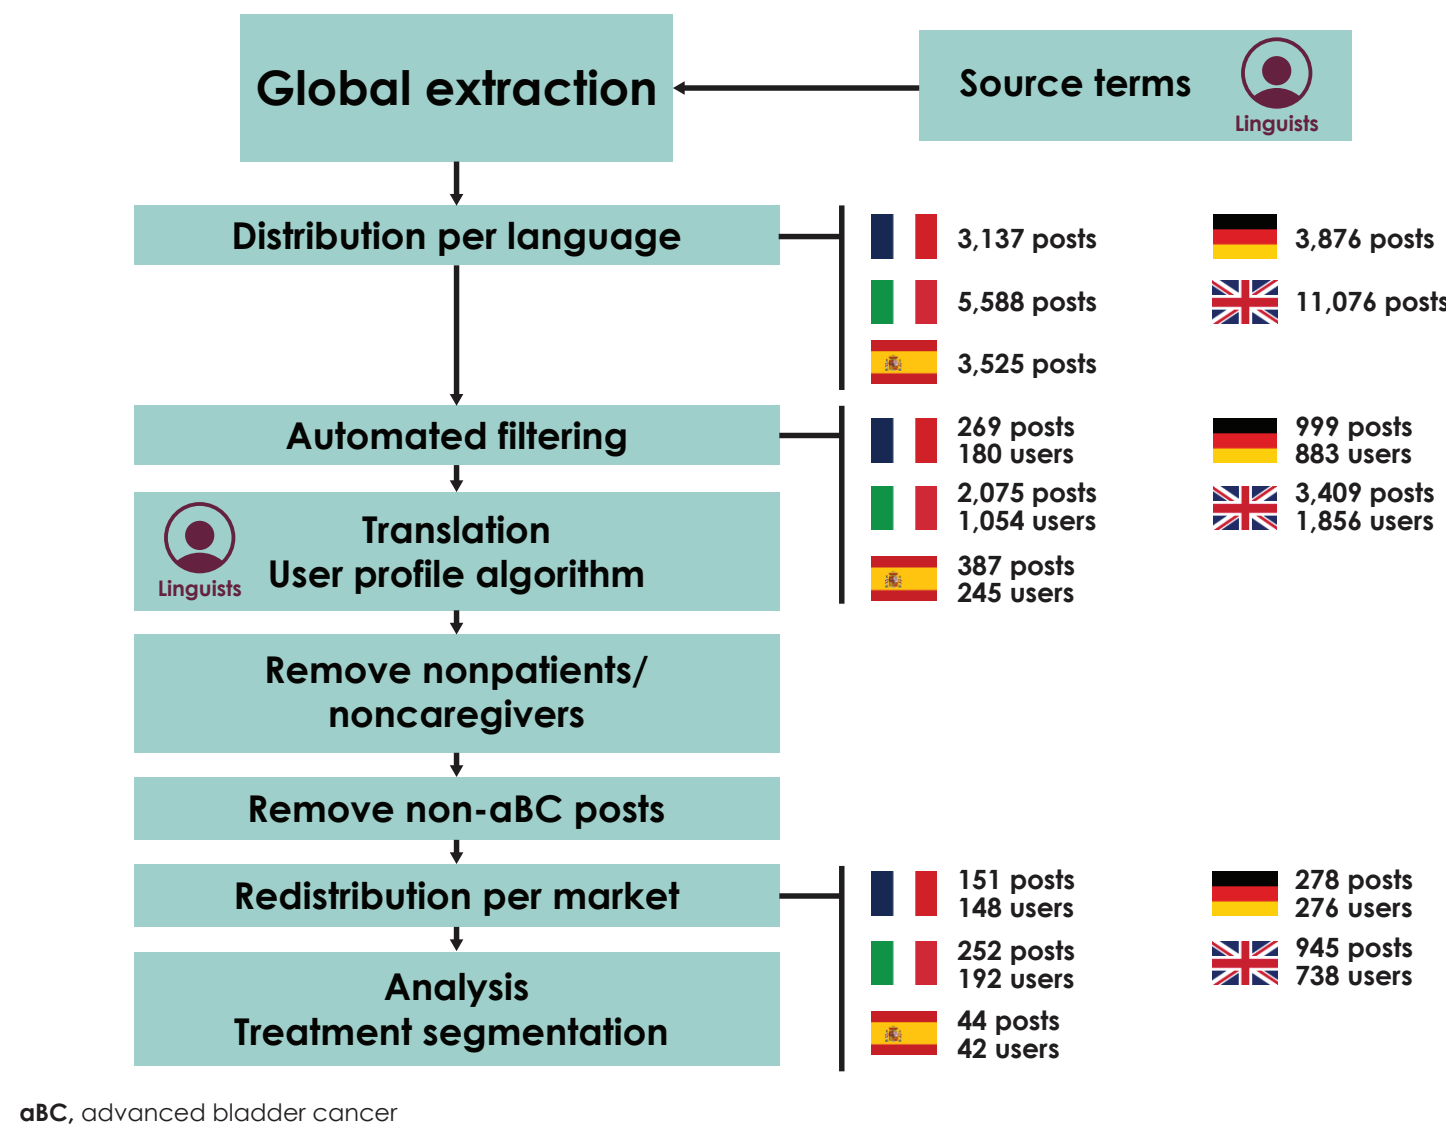 Global extraction
Source terms
Linguists
Distribution per language
3,137 posts
3,876 posts
5,588 posts
11,076 posts
3,525 posts
Automated filtering
269 posts
180 users
999 posts
883 users
2,075 posts
1,054 users
3,409 posts
1,856 users
387 posts
245 users
Linguists
Translation
User profile algorithm
Remove nonpatients/
noncaregivers
Remove non-aBC posts
Redistribution per market
151 posts
148 users
278 posts
276 users
252 posts
192 users
945 posts
738 users
44 posts
42 users
Analysis
Treatment segmentation
aBC, advanced bladder cancer